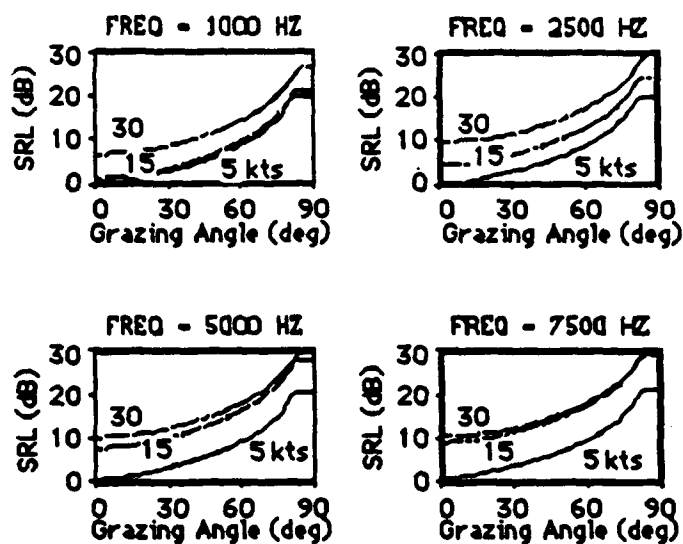 FREQ - 1000 HZ
30
20
10
0
SRL (dB)
30
15
5 kts
0 30 60 90
Grazing Angle (deg)
FREQ - 2500 HZ
30
20
10
0
SRL (dB)
30
15
5 kts
0 30 60 90
Grazing Angle (deg)
FREQ - 5000 HZ
30
20
10
0
SRL (dB)
30
15
5 kts
0 30 60 90
Grazing Angle (deg)
FREQ - 7500 HZ
30
20
10
0
SRL (dB)
30
15
5 kts
0 30 60 90
Grazing Angle (deg)